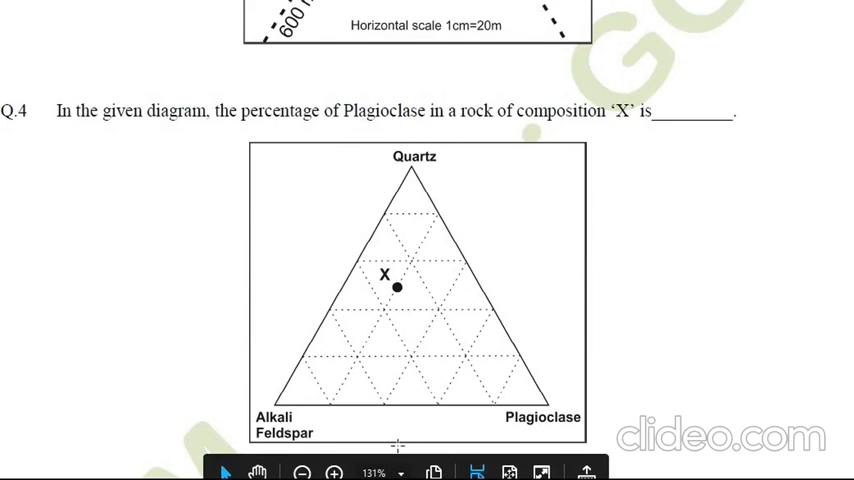 600
Horizontal scale 1cm=20m
Q.4 In the given diagram, the percentage of Plagioclase in a rock of composition ‘X’ is_________.
Quartz
X
Alkali
Feldspar
Plagioclase
clideo.com
131%